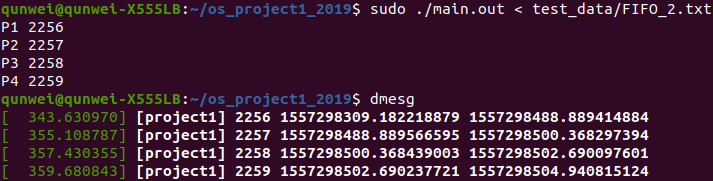 qunwei@qunwei-X555LB:~/os_project1_2019$ sudo ./main.out < test_data/FIFO_2.txt
P1 2256
P2 2257
P3 2258
P4 2259
qunwei@qunwei-X555LB:~/os_project1_2019$ dmesg
[  343.630970] [project1] 2256 1557298309.182218879 1557298488.889414884
[  355.108787] [project1] 2257 1557298488.889566595 1557298500.368297394
[  357.430355] [project1] 2258 1557298500.368439003 1557298502.690097601
[  359.680843] [project1] 2259 1557298502.690237721 1557298504.940815124